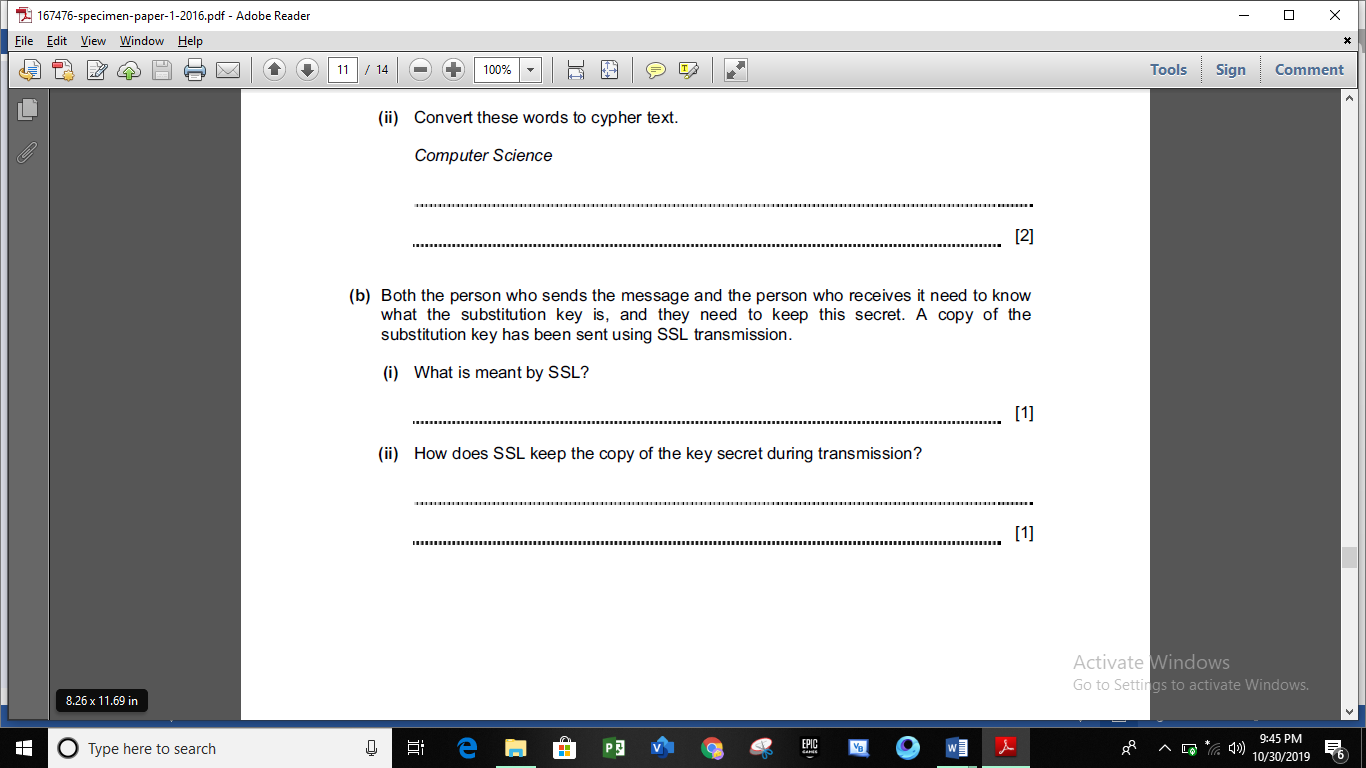 167476-specimen-paper-1-2016.pdf - Adobe Reader
File Edit View Window Help
11 / 14 100% Tools Sign Comment
(ii) Convert these words to cypher text.
Computer Science
[2]
(b) Both the person who sends the message and the person who receives it need to know
what the substitution key is, and they need to keep this secret. A copy of the
substitution key has been sent using SSL transmission.
(i) What is meant by SSL?
[1]
(ii) How does SSL keep the copy of the key secret during transmission?
[1]
Activate Windows
Go to Settings to activate Windows.
8.26 x 11.69 in
Type here to search
EPIC GAMES
9:45 PM
10/30/2019
6